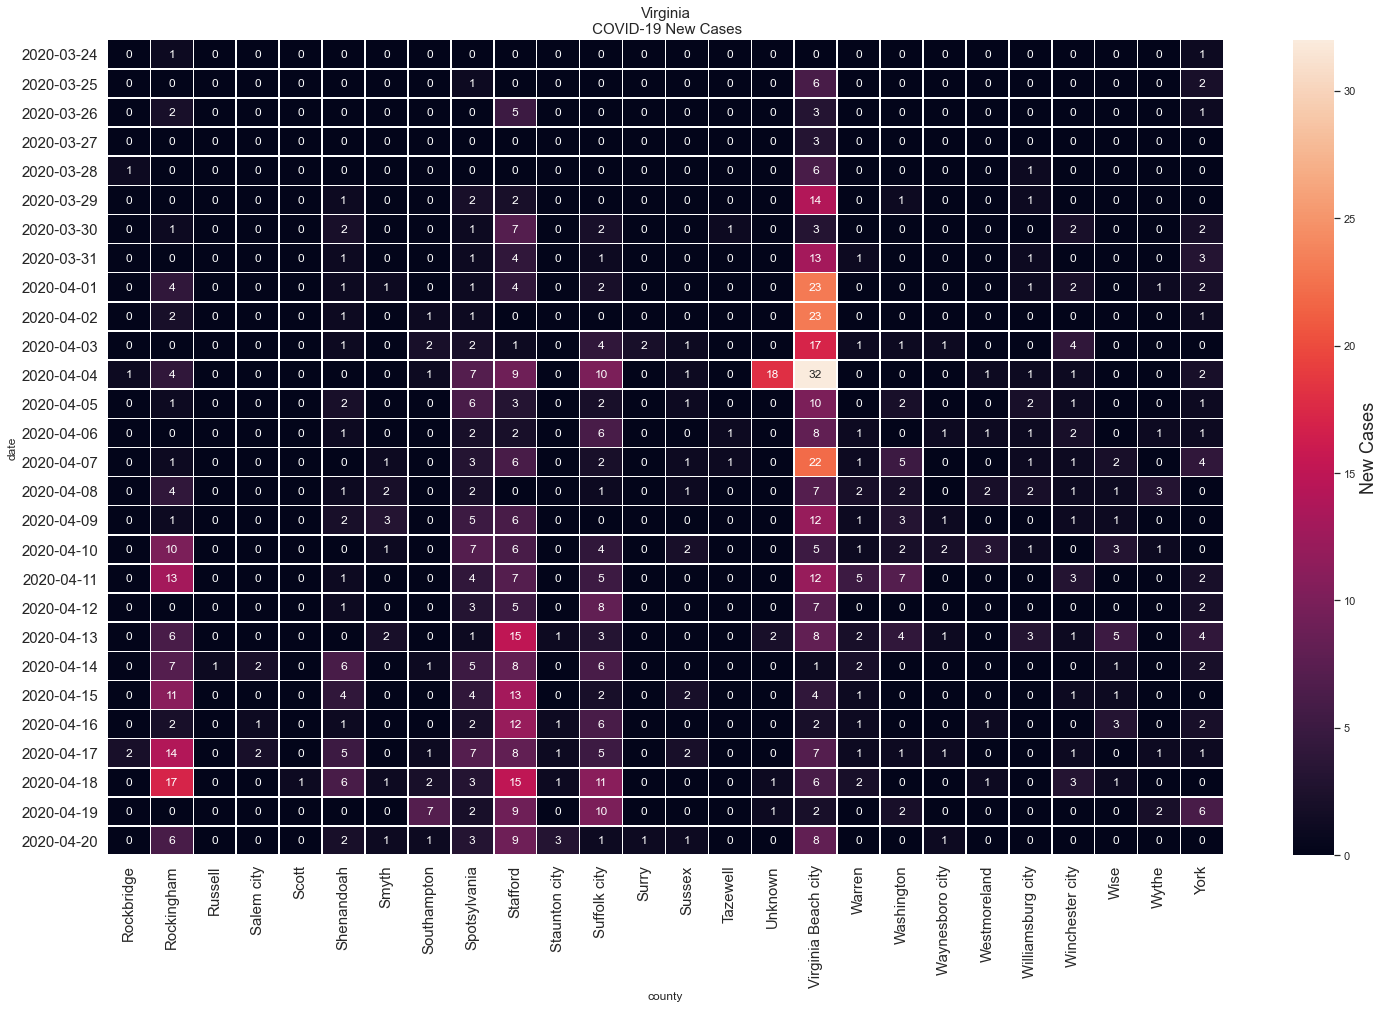 Virginia
COVID-19 New Cases
2020-03-24 0 1 0 0 0 0 0 0 0 0 0 0 0 0 0 0 0 0 0 0 0 0 0 0 0 1
2020-03-25 0 0 0 0 0 0 0 0 1 0 0 0 0 0 0 0 6 0 0 0 0 0 0 0 0 2
2020-03-26 0 2 0 0 0 0 0 0 0 5 0 0 0 0 0 0 3 0 0 0 0 0 0 0 0 1
2020-03-27 0 0 0 0 0 0 0 0 0 0 0 0 0 0 0 0 3 0 0 0 0 0 0 0 0 0
2020-03-28 1 0 0 0 0 0 0 0 0 0 0 0 0 0 0 0 6 0 0 0 0 1 0 0 0 0
2020-03-29 0 0 0 0 0 1 0 0 2 2 0 0 0 0 0 0 14 0 1 0 0 1 0 0 0 0
2020-03-30 0 1 0 0 0 2 0 0 1 7 0 2 0 0 1 0 3 0 0 0 0 0 2 0 0 2
2020-03-31 0 0 0 0 0 1 0 0 1 4 0 1 0 0 0 0 13 1 0 0 0 1 0 0 0 3
2020-04-01 0 4 0 0 0 1 1 0 1 4 0 2 0 0 0 0 23 0 0 0 0 1 2 0 1 2
2020-04-02 0 2 0 0 0 1 0 1 1 0 0 0 0 0 0 0 23 0 0 0 0 0 0 0 0 1
2020-04-03 0 0 0 0 0 1 0 2 2 1 0 4 2 1 0 0 17 1 1 1 0 0 4 0 0 0
2020-04-04 1 4 0 0 0 0 0 1 7 9 0 10 0 1 0 18 32 0 0 0 1 1 1 0 0 2
2020-04-05 0 1 0 0 0 2 0 0 6 3 0 2 0 1 0 0 10 0 2 0 0 2 1 0 0 1
2020-04-06 0 0 0 0 0 1 0 0 2 2 0 6 0 0 1 0 8 1 0 1 1 1 2 0 1 1
2020-04-07 0 1 0 0 0 0 1 0 3 6 0 2 0 1 1 0 22 1 5 0 0 1 1 2 0 4
2020-04-08 0 4 0 0 0 1 2 0 2 0 0 1 0 1 0 0 7 2 2 0 2 2 1 1 3 0
2020-04-09 0 1 0 0 0 2 3 0 5 6 0 0 0 0 0 0 12 1 3 1 0 0 1 1 0 0
2020-04-10 0 10 0 0 0 0 1 0 7 6 0 4 0 2 0 0 5 1 2 2 3 1 0 3 1 0
2020-04-11 0 13 0 0 0 1 0 0 4 7 0 5 0 0 0 0 12 5 7 0 0 0 3 0 0 2
2020-04-12 0 0 0 0 0 1 0 0 3 5 0 8 0 0 0 0 7 0 0 0 0 0 0 0 0 2
2020-04-13 0 6 0 0 0 0 2 0 1 15 1 3 0 0 0 2 8 2 4 1 0 3 1 5 0 4
2020-04-14 0 7 1 2 0 6 0 1 5 8 0 6 0 0 0 0 1 2 0 0 0 0 0 1 0 2
2020-04-15 0 11 0 0 0 4 0 0 4 13 0 2 0 2 0 0 4 1 0 0 0 0 1 1 0 0
2020-04-16 0 2 0 1 0 1 0 0 2 12 1 6 0 0 0 0 2 1 0 0 1 0 0 3 0 2
2020-04-17 2 14 0 2 0 5 0 1 7 8 1 5 0 2 0 0 7 1 1 1 0 0 1 0 1 1
2020-04-18 0 17 0 0 1 6 1 2 3 15 1 11 0 0 0 1 6 2 0 0 1 0 3 1 0 0
2020-04-19 0 0 0 0 0 0 0 7 2 9 0 10 0 0 0 1 2 0 2 0 0 0 0 0 2 6
2020-04-20 0 6 0 0 0 2 1 1 3 9 3 1 1 1 0 0 8 0 0 1 0 0 0 0 0 0
date
Rockbridge
Rockingham
Russell
Salem city
Scott
Shenandoah
Smyth
Southampton
Spotsylvania
Stafford
Staunton city
Suffolk city
Surry
Sussex
Tazewell
Unknown
Virginia Beach city
Warren
Washington
Waynesboro city
Westmoreland
Williamsburg city
Winchester city
Wise
Wythe
York
county
30
25
20
15
10
5
0
New Cases